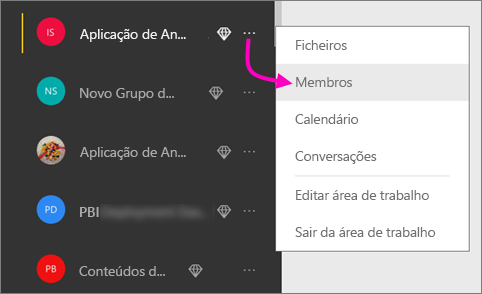 IS Aplicação de An...
NS Novo Grupo d...
Aplicação de An...
PD PBI
PB Conteúdos d...
Ficheiros
Membros
Calendário
Conversações
Editar área de trabalho
Sair da área de trabalho